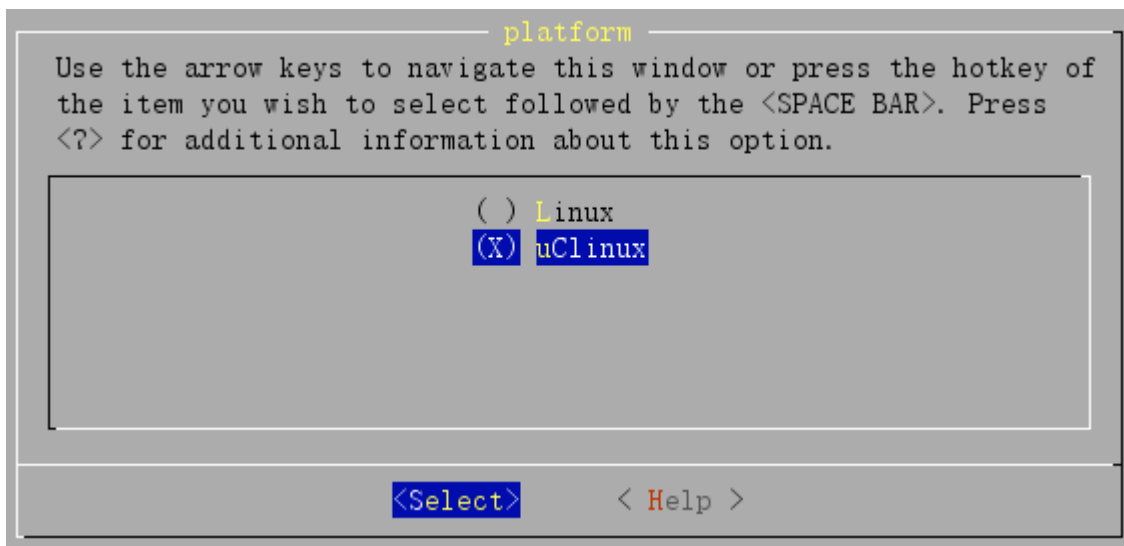 platform
Use the arrow keys to navigate this window or press the hotkey of
the item you wish to select followed by the <SPACE BAR>. Press
<?> for additional information about this option.
( ) Linux
(X) uClinux
<Select> < Help >